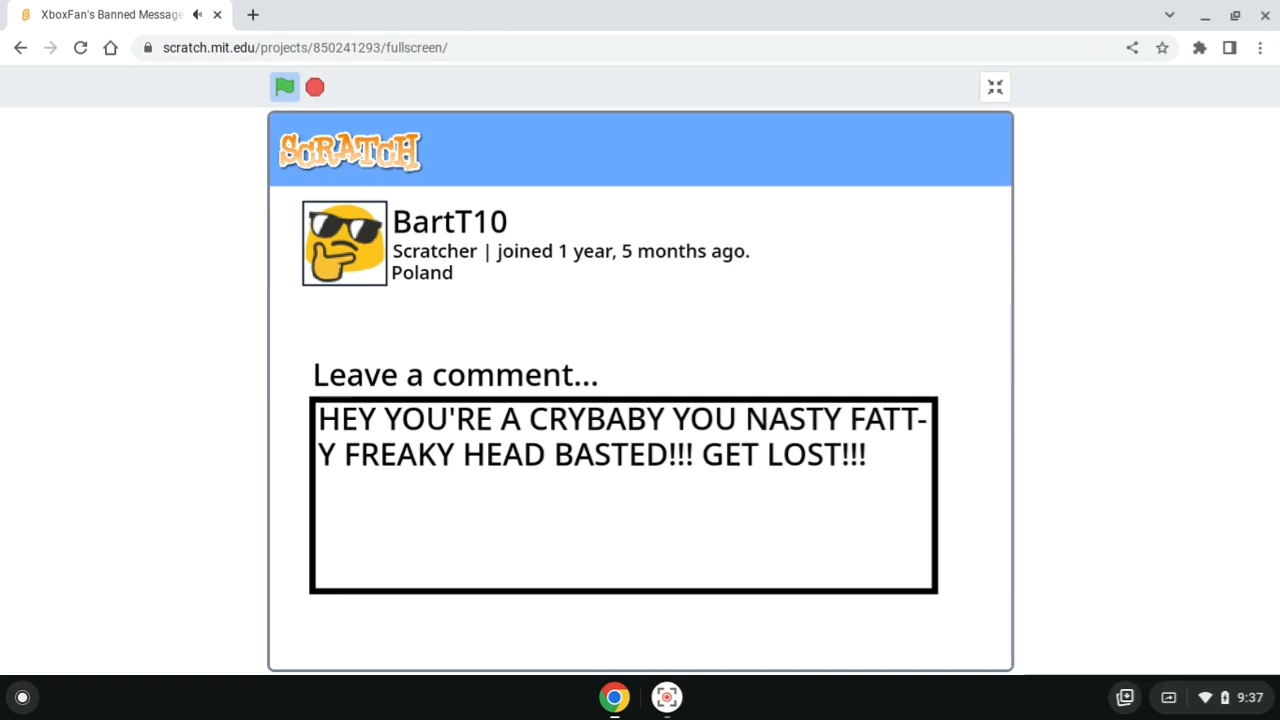 XboxFan's Banned Message
scratch.mit.edu/projects/850241293/fullscreen/
SCRATCH
BartT10
Scratcher | joined 1 year, 5 months ago.
Poland
Leave a comment...
HEY YOU'RE A CRYBABY YOU NASTY FATT-
Y FREAKY HEAD BASTED!!! GET LOST!!!
9:37